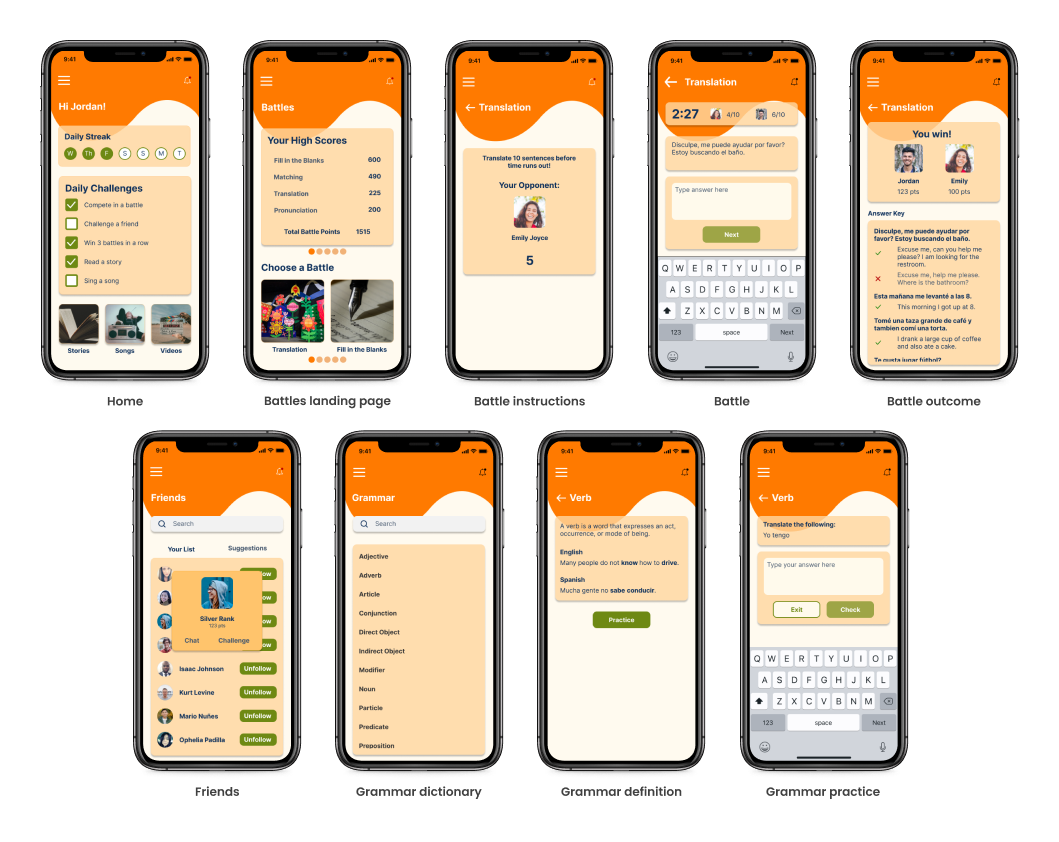 9:41
Hi Jordan!
Daily Streak
W Th F S S M T
Daily Challenges
Compete in a battle
Challenge a friend
Win 3 battles in a row
Read a story
Sing a song
Stories Songs Videos
Home
9:41
Battles
Your High Scores
Fill in the Blanks 600
Matching 490
Translation 225
Pronunciation 200
Total Battle Points 1515
Choose a Battle
Translation Fill in the Blanks
Battles landing page
9:41
Translation
Translate 10 sentences before
time runs out!
Your Opponent:
Emily Joyce
5
Battle instructions
9:41
Translation
2:27 4/10 6/10
Disculpe, me puede ayudar por favor?
Estoy buscando el baño.
Type answer here
Next
Q W E R T Y U I O P
A S D F G H J K L
Z X C V B N M
123 space Next
Battle
9:41
Translation
You win!
Jordan Emily
123 pts 100 pts
Answer Key
Disculpe, me puede ayudar por
favor? Estoy buscando el baño.
Excuse me, can you help me
please? I am looking for the
restroom.
Excuse me, help me please.
Where is the bathroom?
Esta mañana me levanté a las 8.
This morning I got up at 8.
Tomé una taza grande de café y
tambien comí una torta.
I drank a large cup of coffee
and also ate a cake.
Te gusta jugar fútbol?
Battle outcome
9:41
Friends
Search
Your List Suggestions
Silver Rank
123 pts
Chat Challenge
Isaac Johnson Unfollow
Kurt Levine Unfollow
Mario Nuñes Unfollow
Ophelia Padilla Unfollow
Friends
9:41
Grammar
Search
Adjective
Adverb
Article
Conjunction
Direct Object
Indirect Object
Modifier
Noun
Particle
Predicate
Preposition
Grammar dictionary
9:41
Verb
A verb is a word that expresses an act,
occurrence, or mode of being.
English
Many people do not know how to drive.
Spanish
Mucha gente no sabe conducir.
Practice
Grammar definition
9:41
Verb
Translate the following:
Yo tengo
Type your answer here
Exit Check
Q W E R T Y U I O P
A S D F G H J K L
Z X C V B N M
123 space Next
Grammar practice